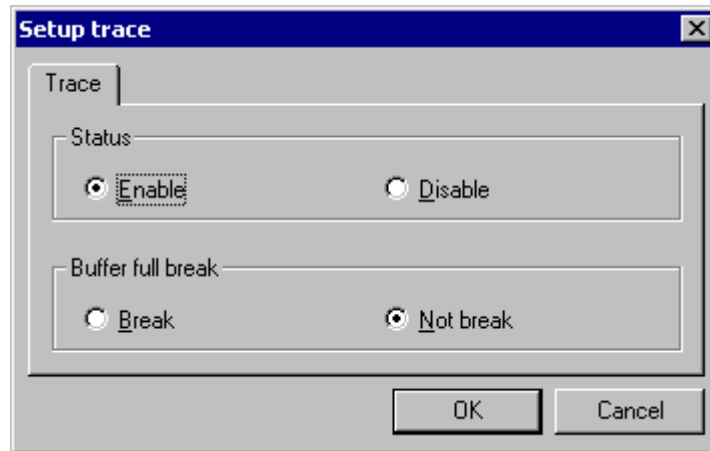 Setup trace
Trace
Status
Enable Disable
Buffer full break
Break Not break
OK Cancel